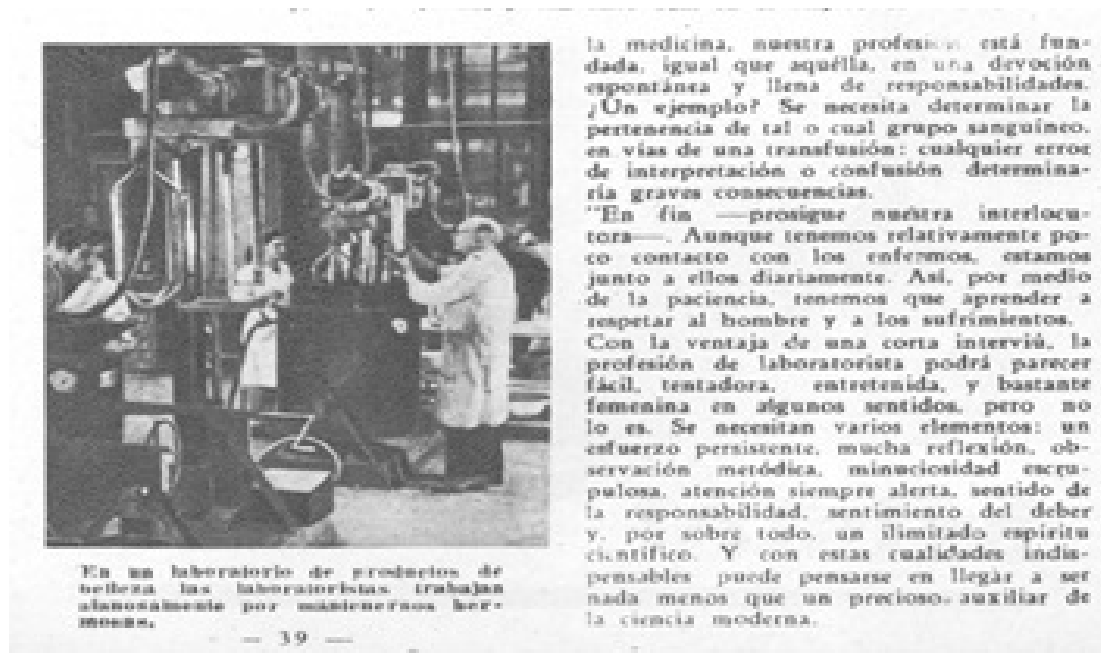 En un laboratorio de productos de
belleza las laboratoristas trabajan
afanosamente por mantenernos her-
mosas.
— 39 —
la medicina, nuestra profesión está fun-
dada, igual que aquélla, en una devoción
espontánea y llena de responsabilidades.
¿Un ejemplo? Se necesita determinar la
pertenencia de tal o cual grupo sanguíneo,
en vías de una transfusión: cualquier error
de interpretación o confusión determina-
ría graves consecuencias.
"En fin —prosigue nuestra interlocu-
tora—. Aunque tenemos relativamente po-
co contacto con los enfermos, estamos
junto a ellos diariamente. Así, por medio
de la paciencia, tenemos que aprender a
respetar al hombre y a los sufrimientos.
Con la ventaja de una corta interviú, la
profesión de laboratorista podrá parecer
fácil, tentadora, entretenida, y bastante
femenina en algunos sentidos, pero no
lo es. Se necesitan varios elementos: un
esfuerzo persistente, mucha reflexión, ob-
servación metódica, minuciosidad escru-
pulosa, atención siempre alerta, sentido de
la responsabilidad, sentimiento del deber
y, por sobre todo, un ilimitado espíritu
científico. Y con estas cualidades indis-
pensables puede pensarse en llegar a ser
nada menos que un precioso auxiliar de
la ciencia moderna.